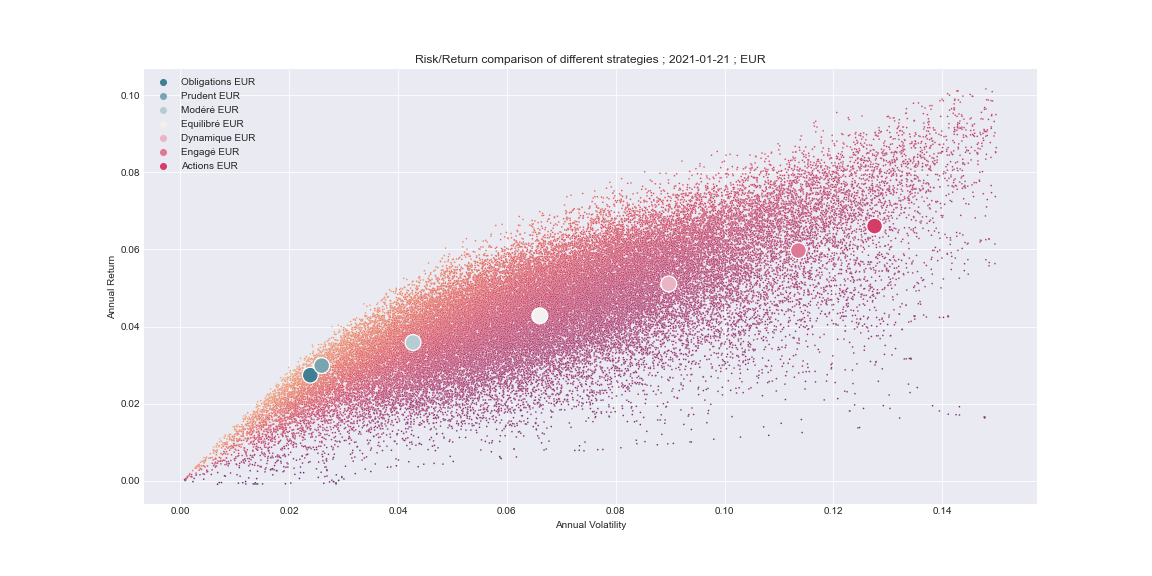 Risk/Return comparison of different strategies ; 2021-01-21 ; EUR
Obligations EUR
Prudent EUR
Modéré EUR
Equilibré EUR
Dynamique EUR
Engagé EUR
Actions EUR
0.10
0.08
0.06
0.04
0.02
0.00
Annual Return
0.00 0.02 0.04 0.06 0.08 0.10 0.12 0.14
Annual Volatility